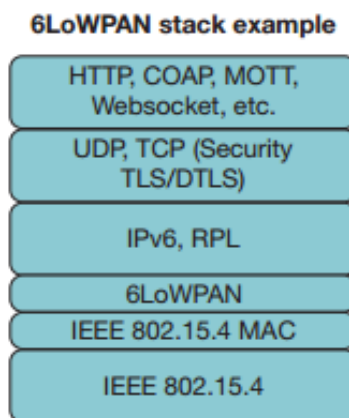 6LoWPAN stack example
HTTP, COAP, MOTT,
Websocket, etc.
UDP, TCP (Security
TLS/DTLS)
IPv6, RPL
6LoWPAN
IEEE 802.15.4 MAC
IEEE 802.15.4